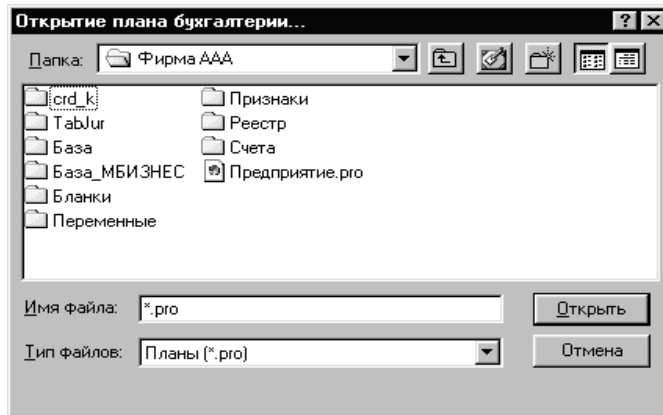 Открытие плана бухгалтерии...
Папка: Фирма ААА
crd_k Признаки
TabJur Реестр
База Счета
База_МБИЗНЕС Предприятие.pro
Бланки
Переменные
Имя файла: *.pro Открыть
Тип файлов: Планы (*.pro) Отмена